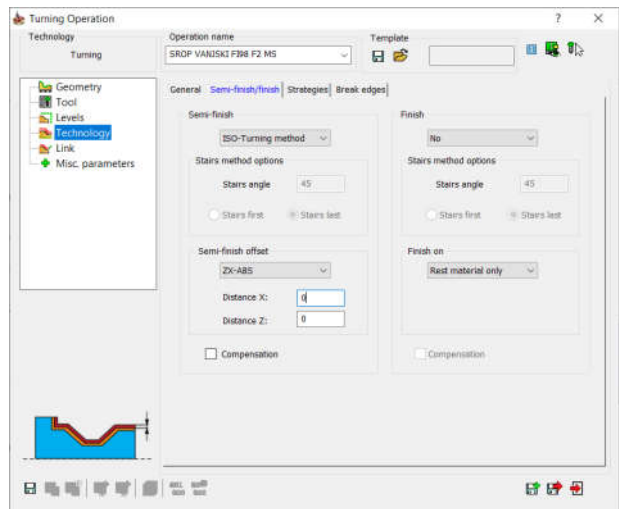 Turning Operation
Technology
Turning
Operation name
SROP VANJSKI FI98 F2 MS
Template
Geometry
Tool
Levels
Technology
Link
Misc. parameters
General
Semi-finish/finish
Strategies
Break edges
Semi-finish
ISO-Turning method
Stairs method options
Stairs angle
45
Stairs first
Stairs last
Semi-finish offset
ZX-ABS
Distance X:
0
Distance Z:
0
Compensation
Finish
No
Stairs method options
Stairs angle
45
Stairs first
Stairs last
Finish on
Rest material only
Compensation